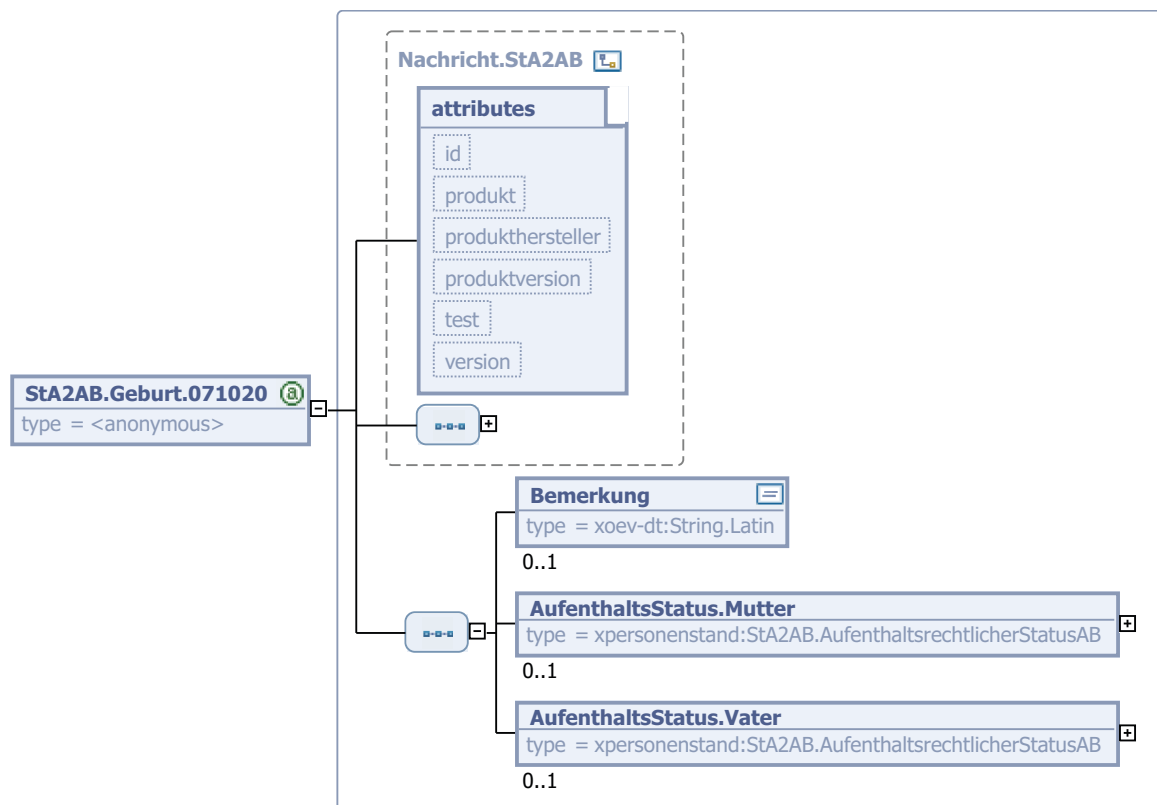 Nachricht.StA2AB
attributes
id
produkt
produkthersteller
produktversion
test
version
StA2AB.Geburt.071020
type = <anonymous>
Bemerkung
type = xoev-dt:String.Latin
0..1
AufenthaltsStatus.Mutter
type = xpersonenstand:StA2AB.AufenthaltsrechtlicherStatusAB
0..1
AufenthaltsStatus.Vater
type = xpersonenstand:StA2AB.AufenthaltsrechtlicherStatusAB
0..1